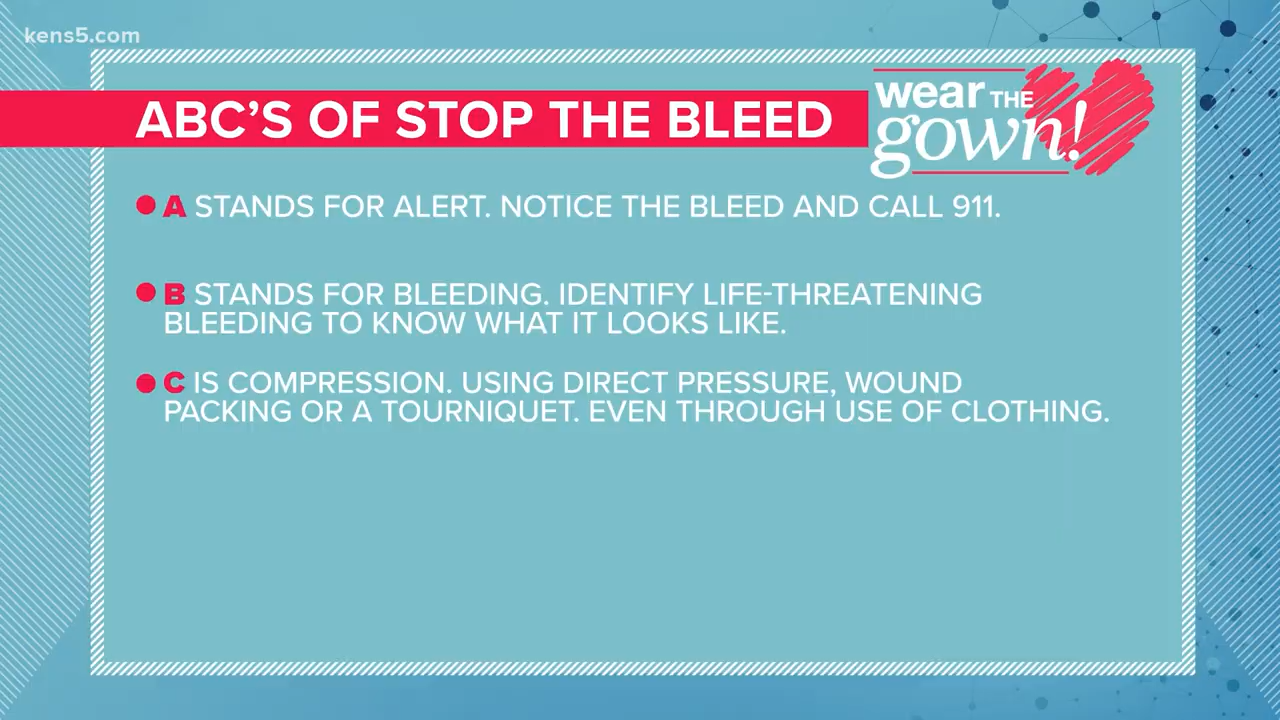 kens5.com
ABC'S OF STOP THE BLEED
wear THE
gown!
A STANDS FOR ALERT. NOTICE THE BLEED AND CALL 911.
B STANDS FOR BLEEDING. IDENTIFY LIFE-THREATENING
BLEEDING TO KNOW WHAT IT LOOKS LIKE.
C IS COMPRESSION. USING DIRECT PRESSURE, WOUND
PACKING OR A TOURNIQUET. EVEN THROUGH USE OF CLOTHING.